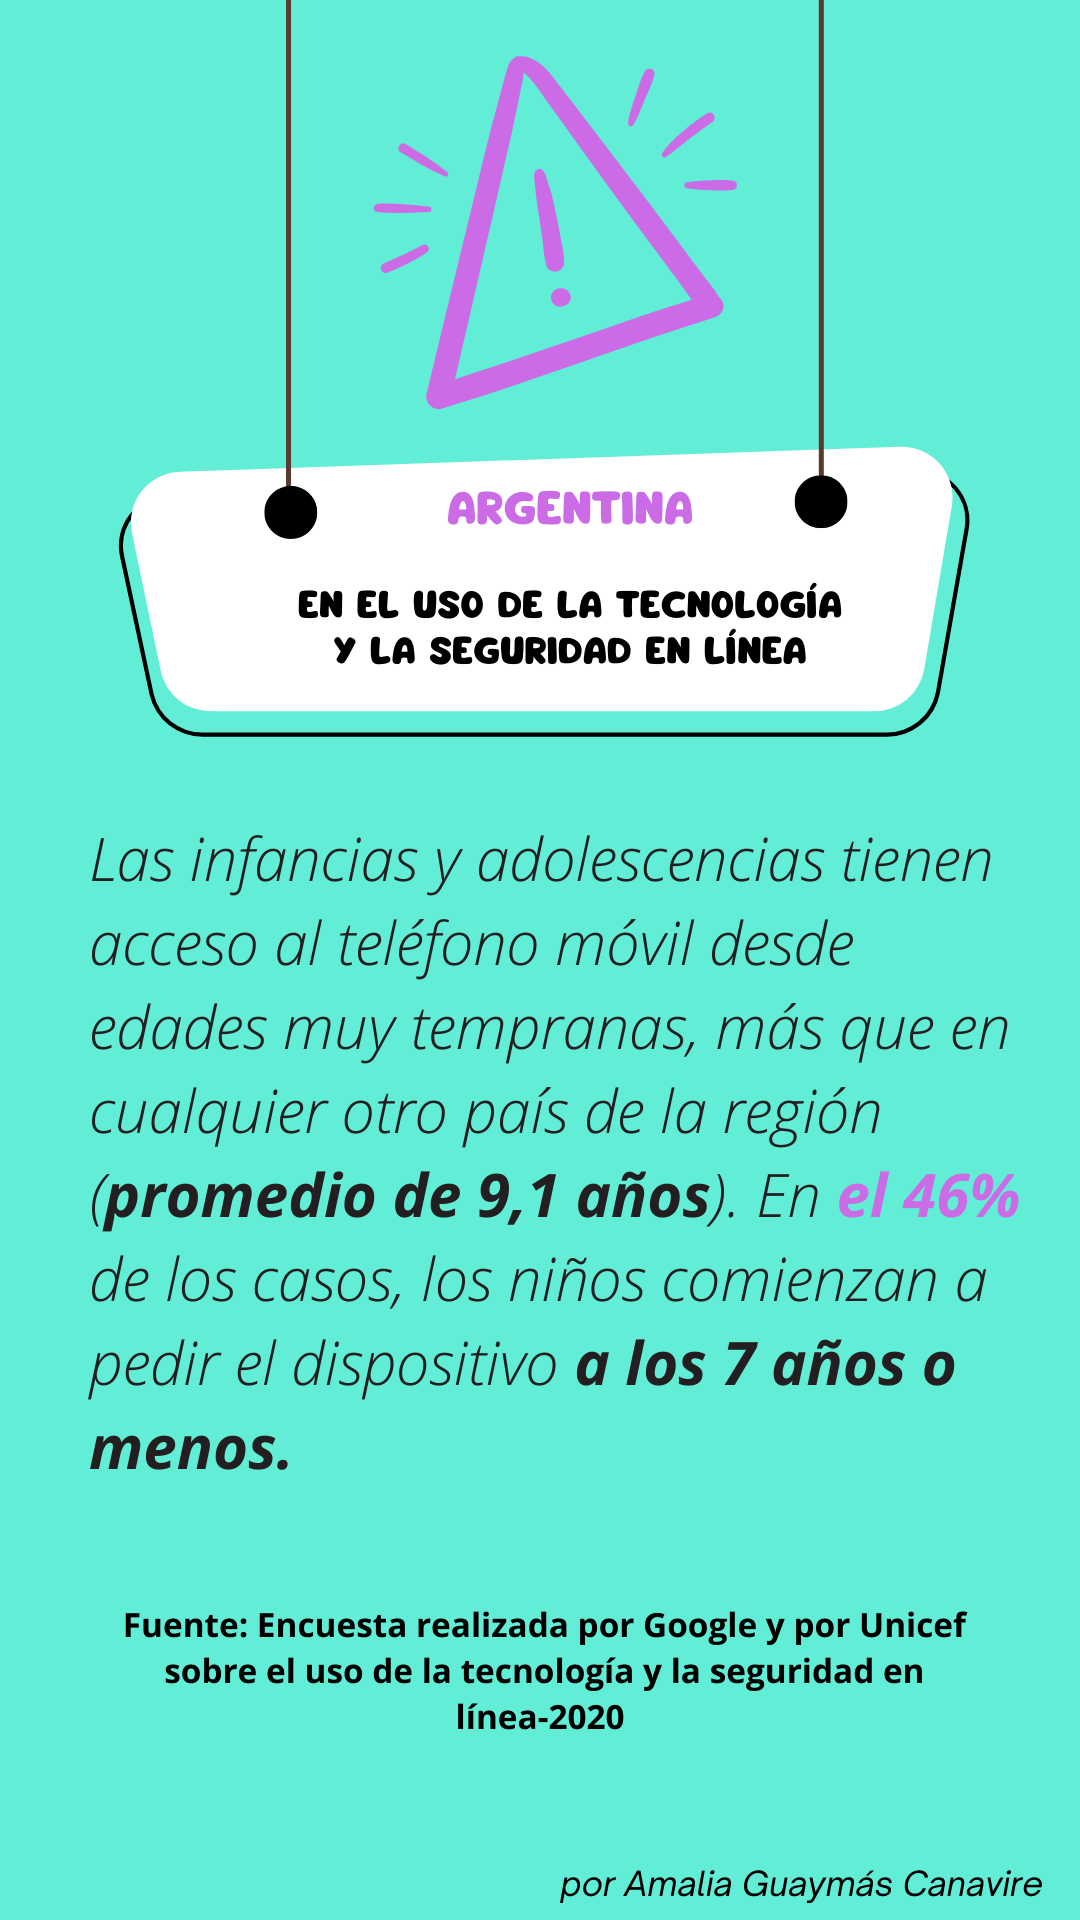 ARGENTINA
EN EL USO DE LA TECNOLOGÍA
Y LA SEGURIDAD EN LÍNEA
Las infancias y adolescencias tienen
acceso al teléfono móvil desde
edades muy tempranas, más que en
cualquier otro país de la región
(promedio de 9,1 años). En el 46%
de los casos, los niños comienzan a
pedir el dispositivo a los 7 años o
menos.
Fuente: Encuesta realizada por Google y por Unicef
sobre el uso de la tecnología y la seguridad en
línea-2020
por Amalia Guaymás Canavire